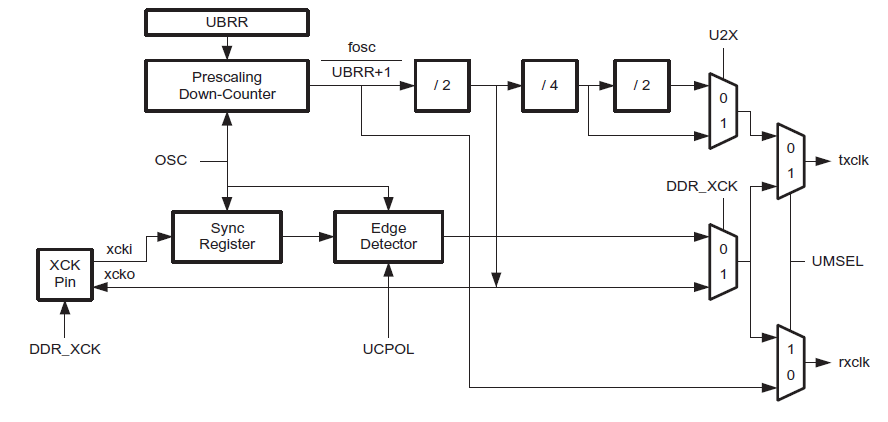 UBRR
U2X
fosc
UBRR+1
Prescaling
Down-Counter
/ 2
/ 4
/ 2
0
1
OSC
0
1
txclk
DDR_XCK
Sync
Register
Edge
Detector
0
1
xcki
XCK
Pin
xcko
UMSEL
DDR_XCK
UCPOL
1
0
rxclk